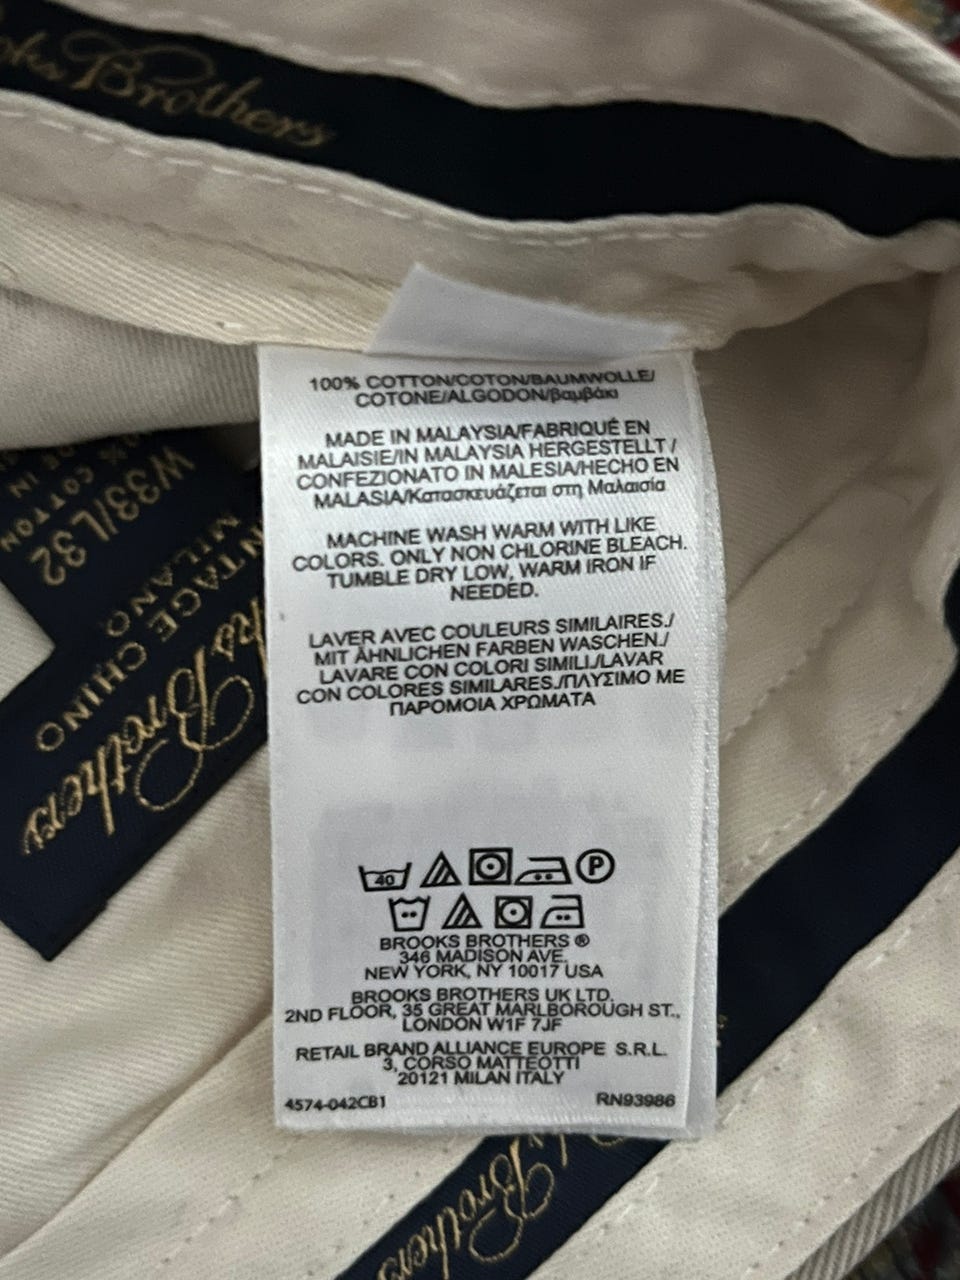 Brothers
100% COTTON/COTON/BAUMWOLLE/
COTONE/ALGODON/βαμβάκι
MADE IN MALAYSIA/FABRIQUÉ EN
MALAISIE/IN MALAYSIA HERGESTELLT /
CONFEZIONATO IN MALESIA/HECHO EN
MALASIA/Κατασκευάζεται στη Μαλαισία
MACHINE WASH WARM WITH LIKE
COLORS. ONLY NON CHLORINE BLEACH.
TUMBLE DRY LOW, WARM IRON IF
NEEDED.
LAVER AVEC COULEURS SIMILAIRES./
MIT ÄHNLICHEN FARBEN WASCHEN./
LAVARE CON COLORI SIMILI./LAVAR
CON COLORES SIMILARES./ΠΛΥΣΙΜΟ ΜΕ
ΠΑΡΟΜΟΙΑ ΧΡΩΜΑΤΑ
40 P
BROOKS BROTHERS ®
346 MADISON AVE.
NEW YORK, NY 10017 USA
BROOKS BROTHERS UK LTD.
2ND FLOOR, 35 GREAT MARLBOROUGH ST.,
LONDON W1F 7JF
RETAIL BRAND ALLIANCE EUROPE S.R.L.
3, CORSO MATTEOTTI
20121 MILAN ITALY
4574-042CB1 RN93986
Brothers
CHINO
MILANO
W33/L32
COTTON
IN
Brothers